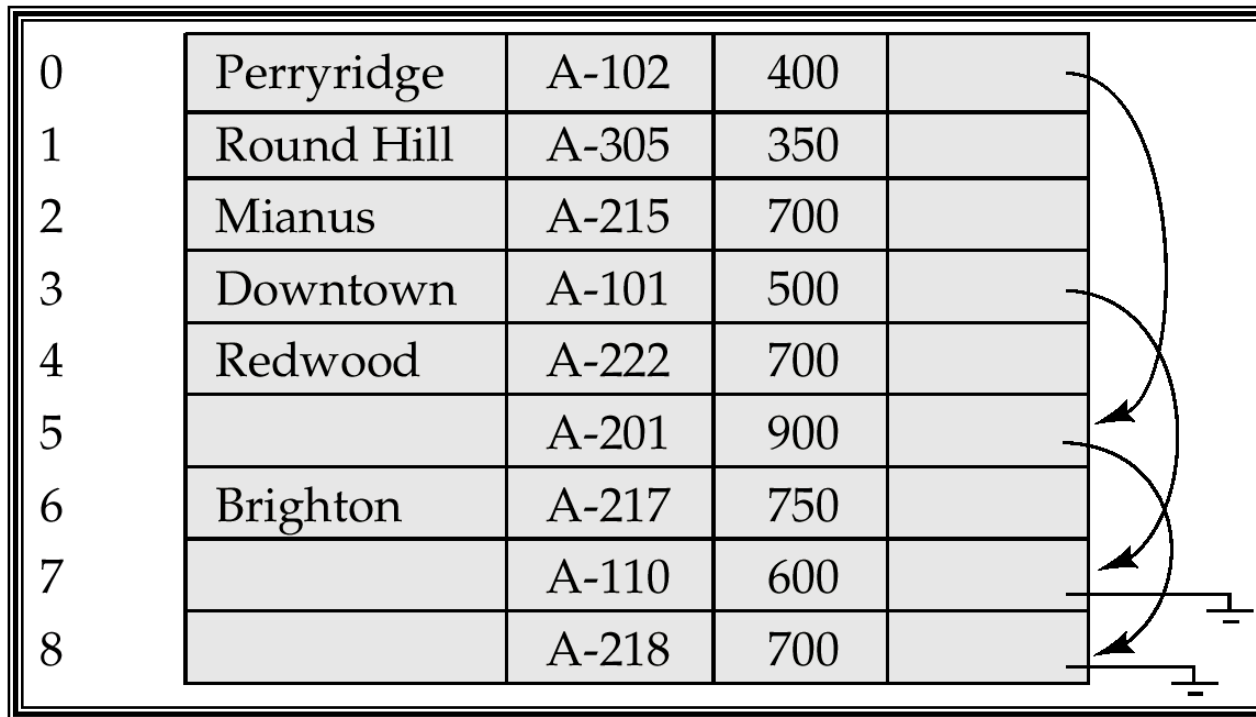 0 Perryridge A-102 400
1 Round Hill A-305 350
2 Mianus A-215 700
3 Downtown A-101 500
4 Redwood A-222 700
5 A-201 900
6 Brighton A-217 750
7 A-110 600
8 A-218 700